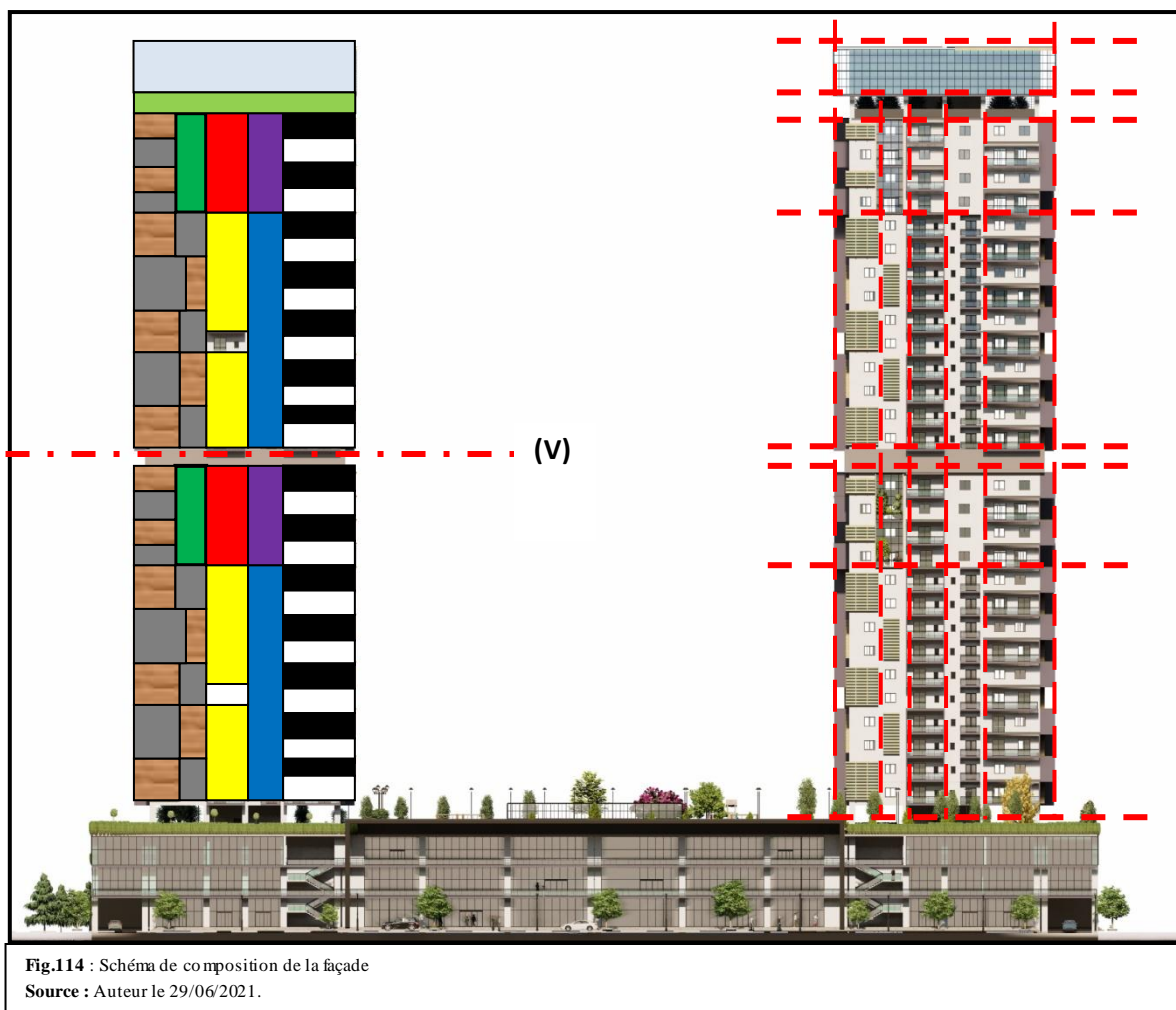 (V)
Fig.114 : Schéma de composition de la façade
Source : Auteur le 29/06/2021.